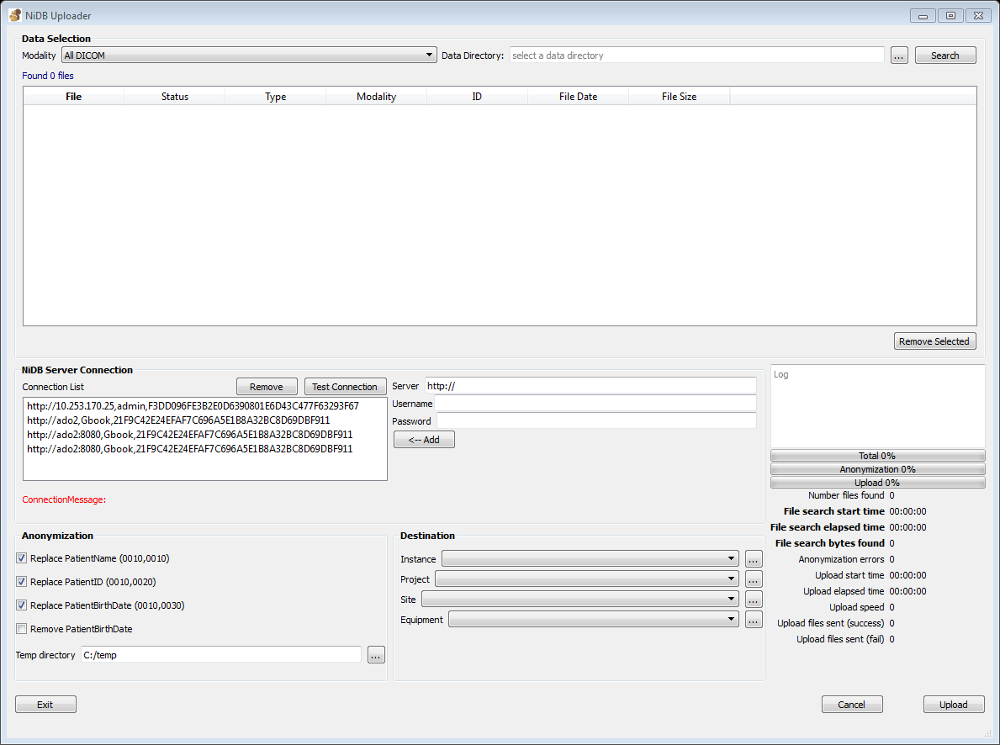 NiDB Uploader
Data Selection
Modality All DICOM Data Directory: select a data directory ... Search
Found 0 files
File Status Type Modality ID File Date File Size
Remove Selected
NiDB Server Connection
Connection List Remove Test Connection
http://10.253.170.25,admin,F3DD096FE3B2E0D6390801E6D43C477F63293F67
http://ado2,Gbook,21F9C42E24EFAF7C696A5E1B8A32BC8D69DBF911
http://ado2:8080,Gbook,21F9C42E24EFAF7C696A5E1B8A32BC8D69DBF911
http://ado2:8080,Gbook,21F9C42E24EFAF7C696A5E1B8A32BC8D69DBF911
ConnectionMessage:
Server http://
Username
Password
<-- Add
Log
Total 0%
Anonymization 0%
Upload 0%
Number files found 0
File search start time 00:00:00
File search elapsed time 00:00:00
File search bytes found 0
Anonymization errors 0
Upload start time 00:00:00
Upload elapsed time 00:00:00
Upload speed 0
Upload files sent (success) 0
Upload files sent (fail) 0
Anonymization
Replace PatientName (0010,0010)
Replace PatientID (0010,0020)
Replace PatientBirthDate (0010,0030)
Remove PatientBirthDate
Temp directory C:/temp ...
Destination
Instance ...
Project ...
Site ...
Equipment ...
Exit Cancel Upload